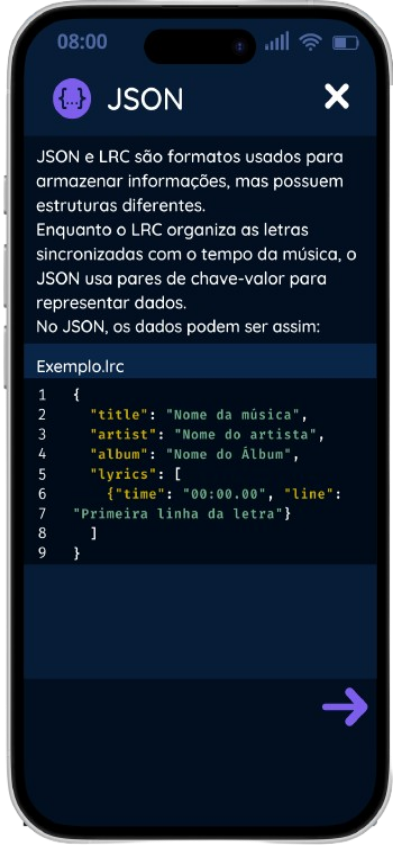 08:00
{...} JSON X
JSON e LRC são formatos usados para
armazenar informações, mas possuem
estruturas diferentes.
Enquanto o LRC organiza as letras
sincronizadas com o tempo da música, o
JSON usa pares de chave-valor para
representar dados.
No JSON, os dados podem ser assim:
Exemplo.lrc
1 {
2 "title": "Nome da música",
3 "artist": "Nome do artista",
4 "album": "Nome do Álbum",
5 "lyrics": [
6 {"time": "00:00.00", "line":
7 "Primeira linha da letra"}
8 ]
9 }